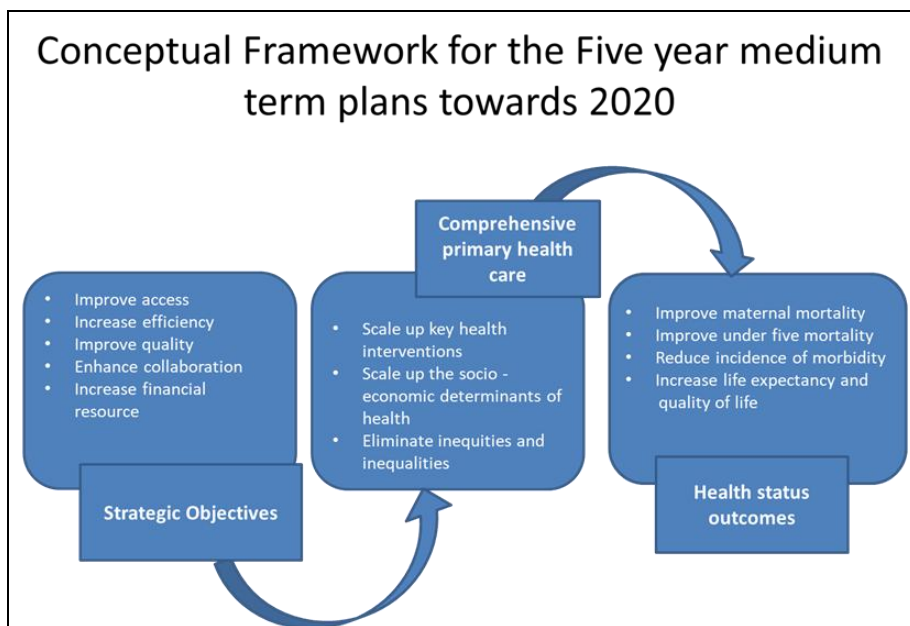 Conceptual Framework for the Five year medium
term plans towards 2020
• Improve access
• Increase efficiency
• Improve quality
• Enhance collaboration
• Increase financial
resource
Strategic Objectives
Comprehensive
primary health
care
• Scale up key health
interventions
• Scale up the socio -
economic determinants of
health
• Eliminate inequities and
inequalities
• Improve maternal mortality
• Improve under five mortality
• Reduce incidence of morbidity
• Increase life expectancy and
quality of life
Health status
outcomes